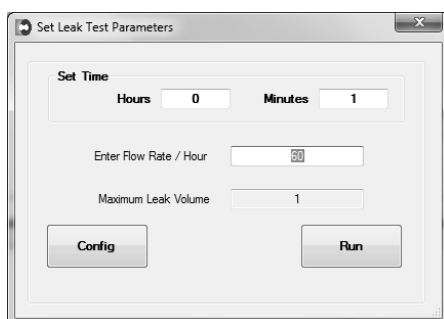 Set Leak Test Parameters
x
Set Time
Hours 0 Minutes 1
Enter Flow Rate / Hour 60
Maximum Leak Volume 1
Config Run